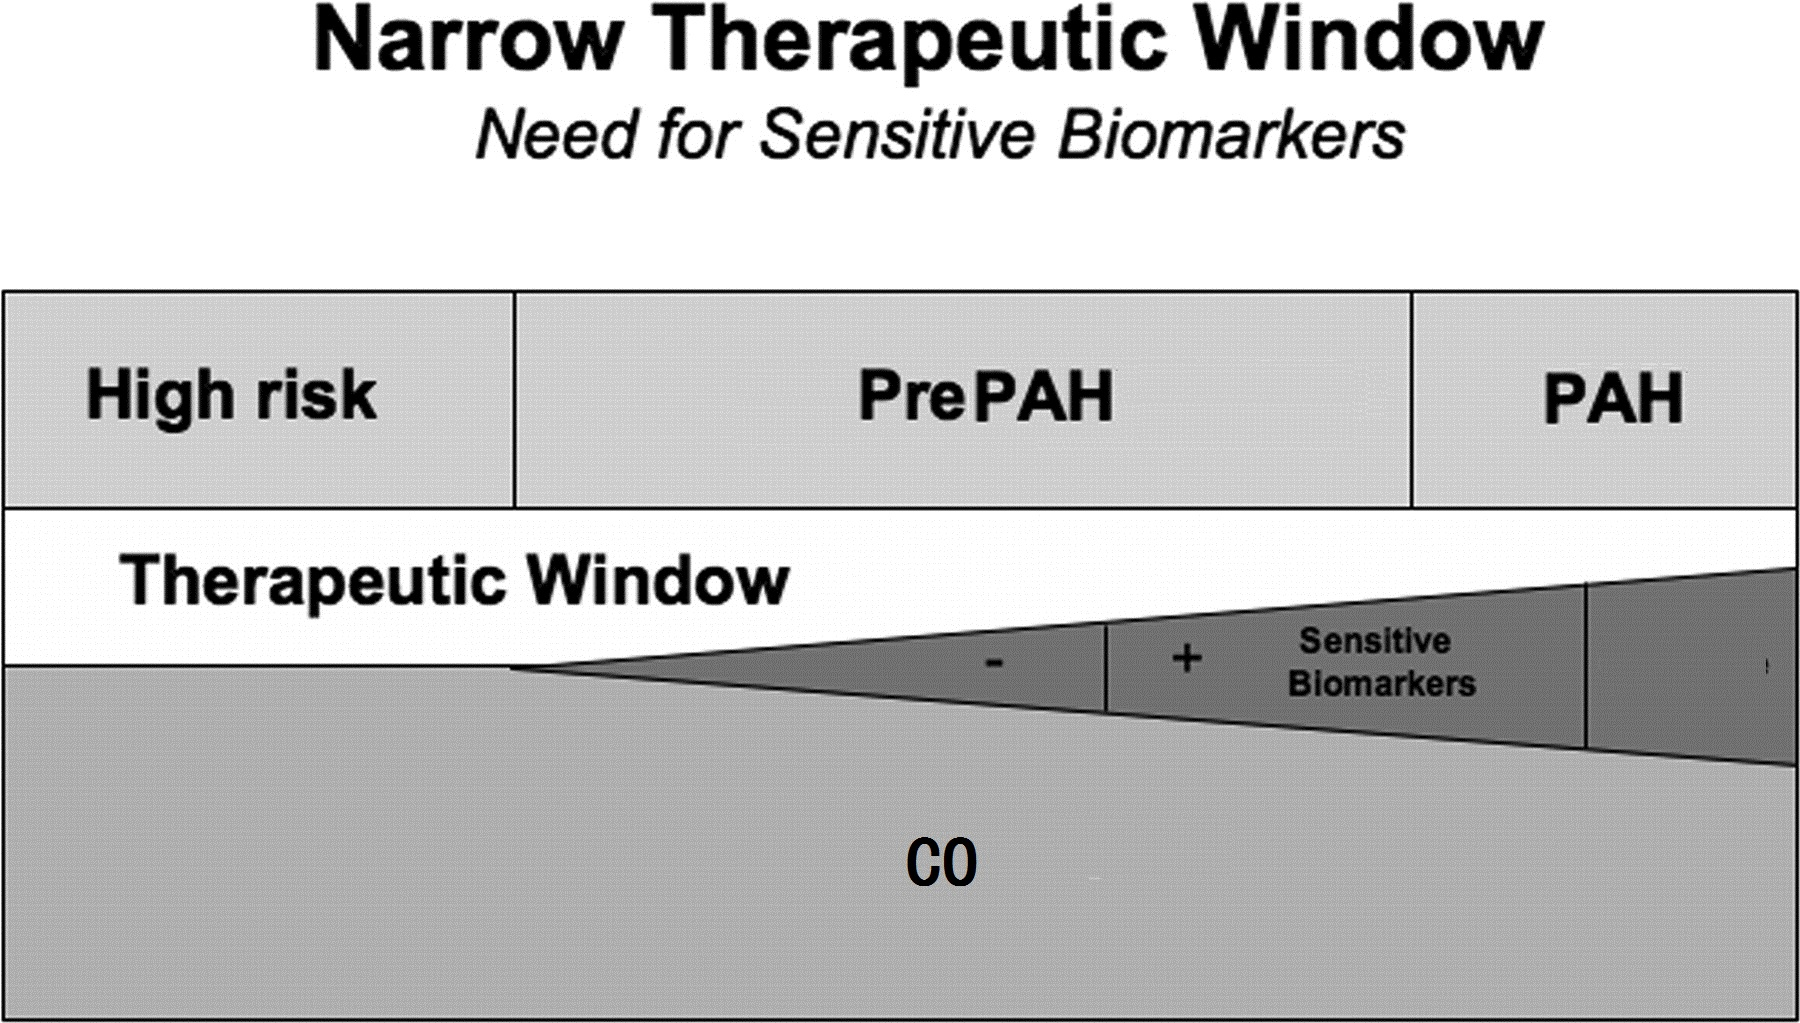 Narrow Therapeutic Window
Need for Sensitive Biomarkers
High risk
PrePAH
PAH
Therapeutic Window
-
+
Sensitive
Biomarkers
CO